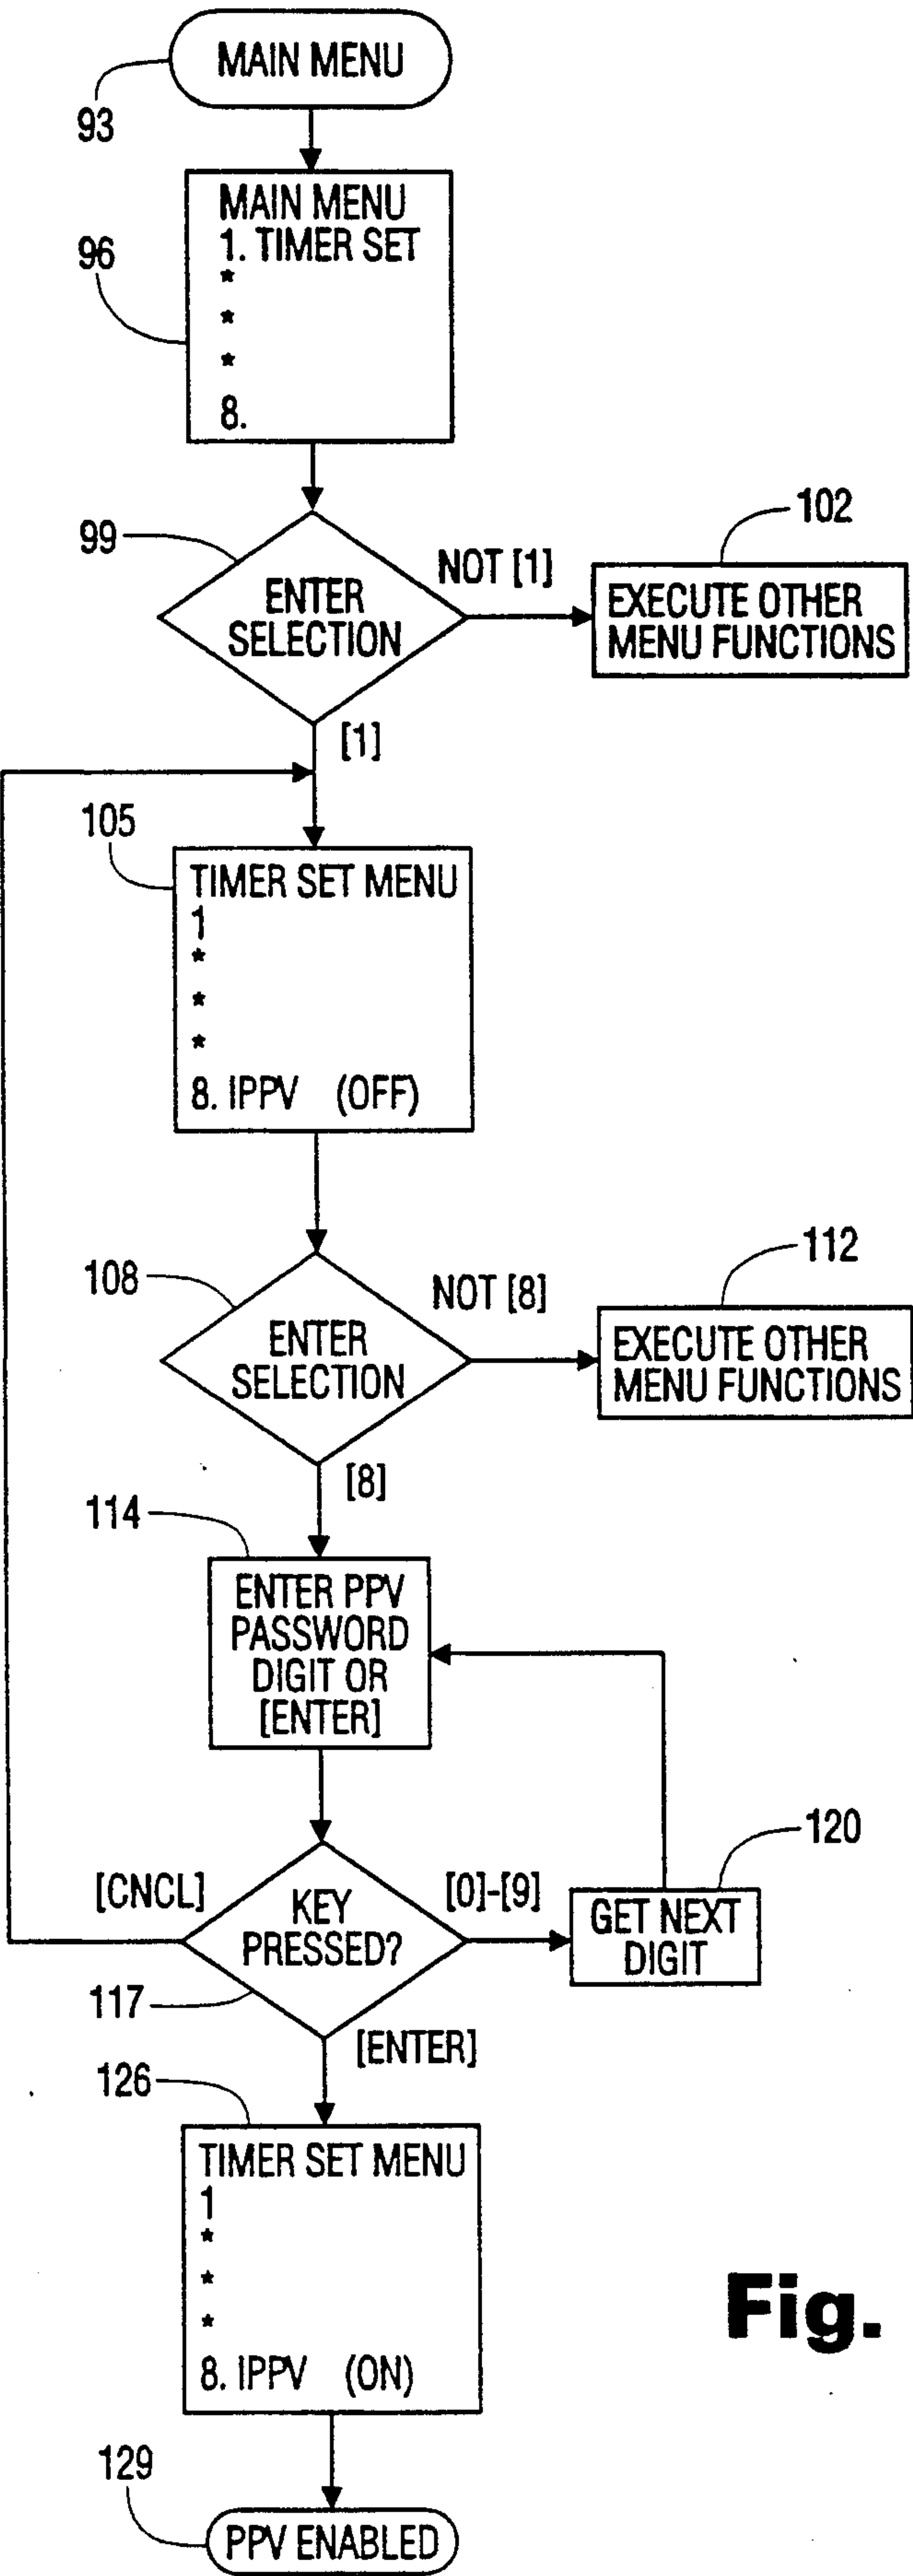 MAIN MENU
93
MAIN MENU
1. TIMER SET
*
*
*
8.
96
99
ENTER
SELECTION
NOT [1]
102
EXECUTE OTHER
MENU FUNCTIONS
[1]
105
TIMER SET MENU
1
*
*
*
8. IPPV (OFF)
108
ENTER
SELECTION
NOT [8]
112
EXECUTE OTHER
MENU FUNCTIONS
[8]
114
ENTER PPV
PASSWORD
DIGIT OR
[ENTER]
[CNCL]
KEY
PRESSED?
[0]-[9]
120
GET NEXT
DIGIT
117
[ENTER]
126
TIMER SET MENU
1
*
*
*
8. IPPV (ON)
Fig.
129
PPV ENABLED